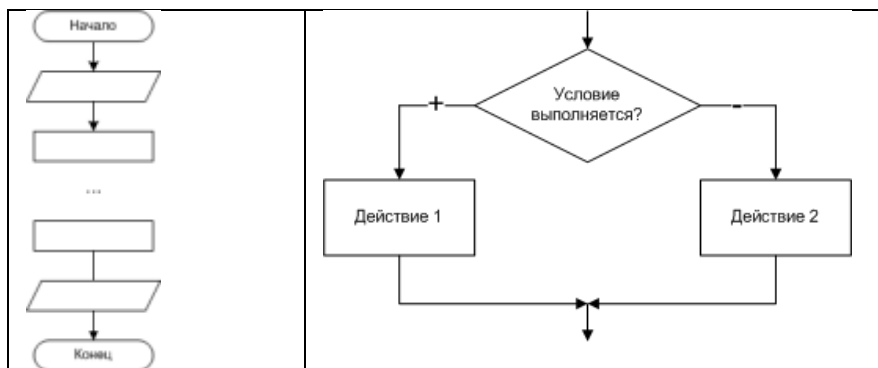 Начало
...
Конец
Условие
выполняется?
+
-
Действие 1
Действие 2